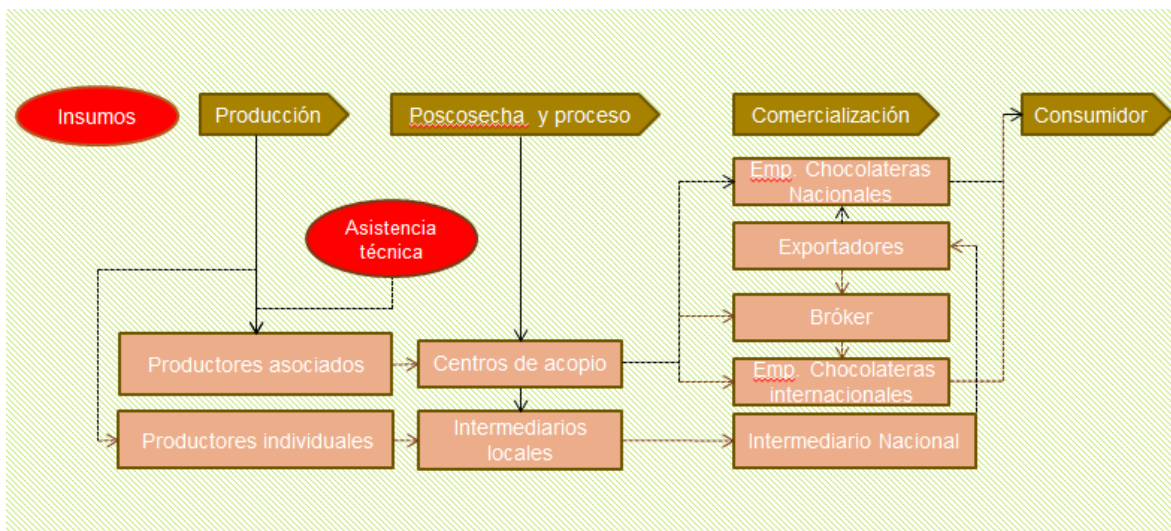 Insumos
Producción
Poscosecha y proceso
Comercialización
Consumidor
Emp. Chocolateras
Nacionales
Asistencia
técnica
Exportadores
Bróker
Productores asociados
Centros de acopio
Emp. Chocolateras
internacionales
Productores individuales
Intermediarios
locales
Intermediario Nacional